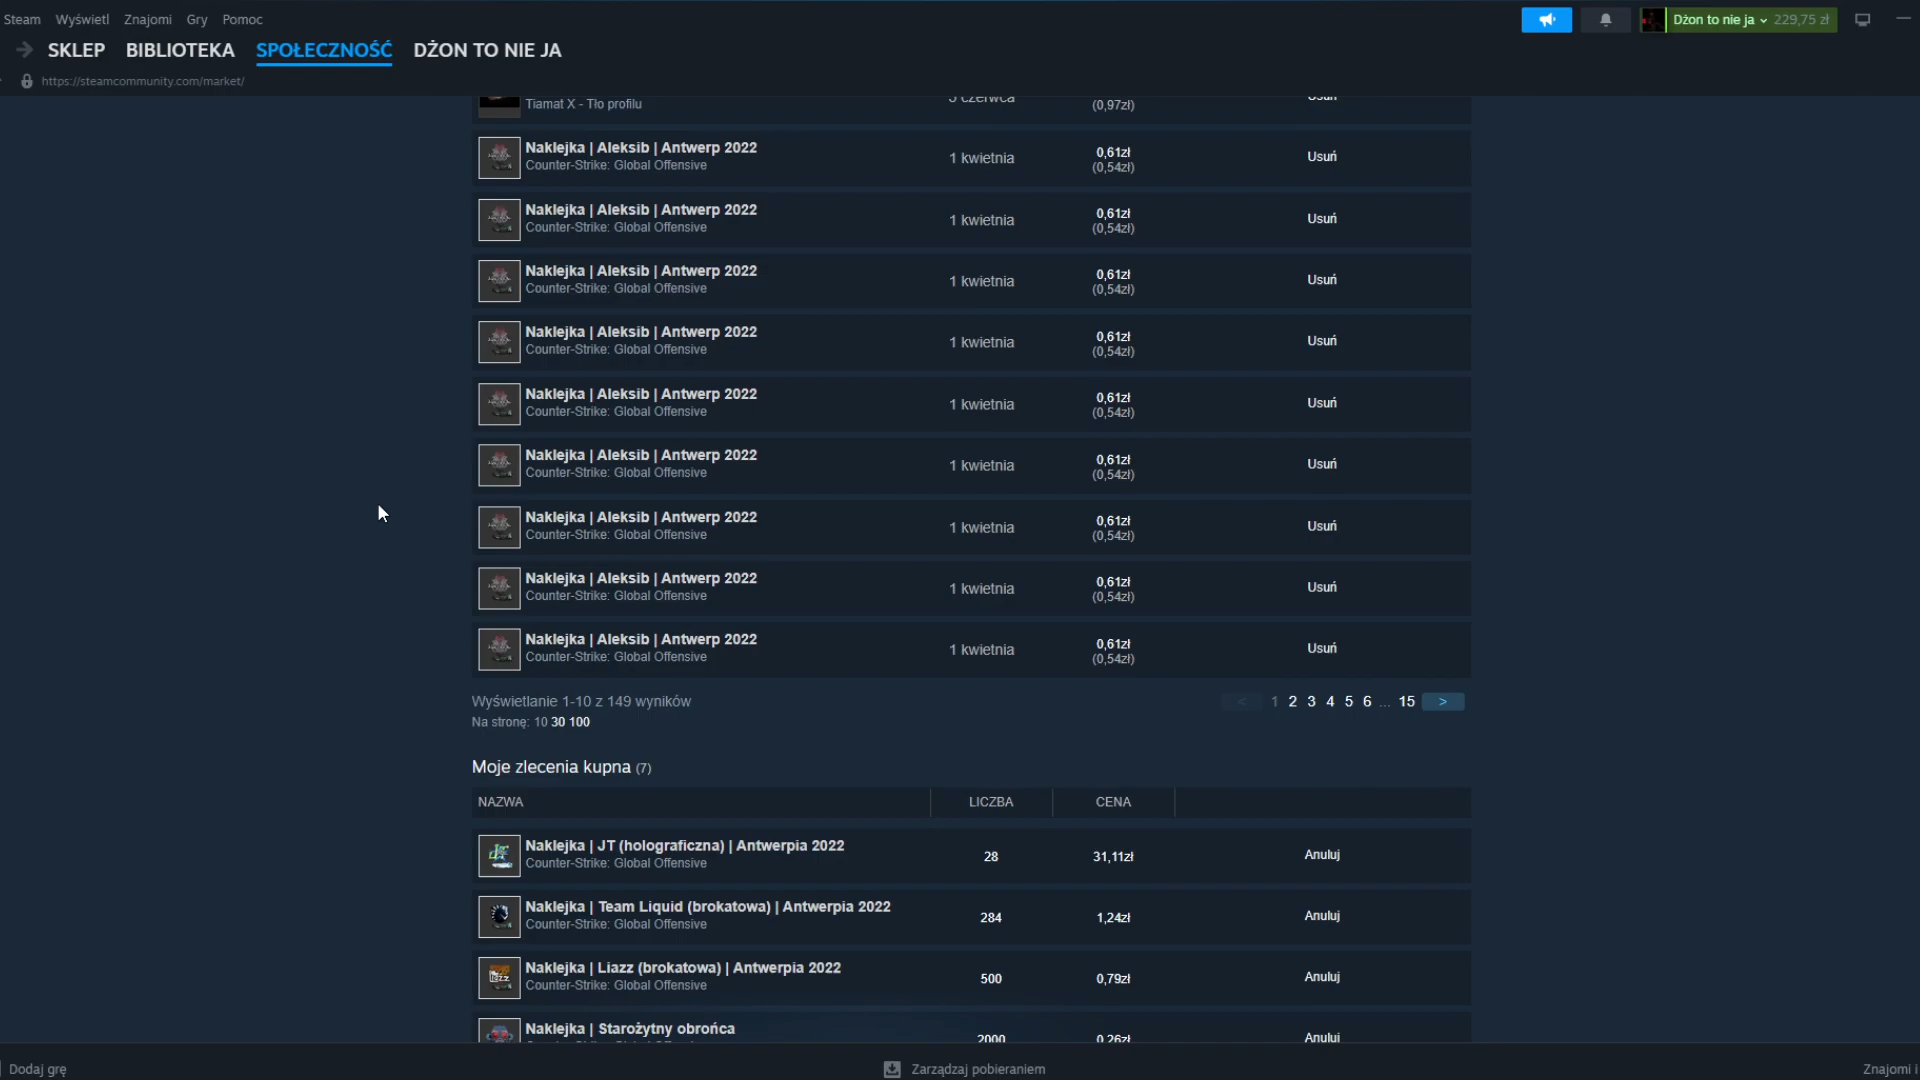 Steam Wyświetl Znajomi Gry Pomoc
Dżon to nie ja 229,75 zł
SKLEP BIBLIOTEKA SPOŁECZNOŚĆ DŻON TO NIE JA
https://steamcommunity.com/market/
Tiamat X - Tło profilu 3 czerwca (0,97zł) Usuń
Naklejka | Aleksib | Antwerp 2022
Counter-Strike: Global Offensive
1 kwietnia
0,61zł
(0,54zł)
Usuń
Naklejka | Aleksib | Antwerp 2022
Counter-Strike: Global Offensive
1 kwietnia
0,61zł
(0,54zł)
Usuń
Naklejka | Aleksib | Antwerp 2022
Counter-Strike: Global Offensive
1 kwietnia
0,61zł
(0,54zł)
Usuń
Naklejka | Aleksib | Antwerp 2022
Counter-Strike: Global Offensive
1 kwietnia
0,61zł
(0,54zł)
Usuń
Naklejka | Aleksib | Antwerp 2022
Counter-Strike: Global Offensive
1 kwietnia
0,61zł
(0,54zł)
Usuń
Naklejka | Aleksib | Antwerp 2022
Counter-Strike: Global Offensive
1 kwietnia
0,61zł
(0,54zł)
Usuń
Naklejka | Aleksib | Antwerp 2022
Counter-Strike: Global Offensive
1 kwietnia
0,61zł
(0,54zł)
Usuń
Naklejka | Aleksib | Antwerp 2022
Counter-Strike: Global Offensive
1 kwietnia
0,61zł
(0,54zł)
Usuń
Naklejka | Aleksib | Antwerp 2022
Counter-Strike: Global Offensive
1 kwietnia
0,61zł
(0,54zł)
Usuń
Wyświetlanie 1-10 z 149 wyników
< 1 2 3 4 5 6 ... 15 >
Na stronę: 10 30 100
Moje zlecenia kupna (7)
NAZWA LICZBA CENA
Naklejka | JT (holograficzna) | Antwerpia 2022
Counter-Strike: Global Offensive
28
31,11zł
Anuluj
Naklejka | Team Liquid (brokatowa) | Antwerpia 2022
Counter-Strike: Global Offensive
284
1,24zł
Anuluj
Naklejka | Liazz (brokatowa) | Antwerpia 2022
Counter-Strike: Global Offensive
500
0,79zł
Anuluj
Naklejka | Starożytny obrońca
2000
0,26zł
Anuluj
Dodaj grę
Zarządzaj pobieraniem
Znajomi i